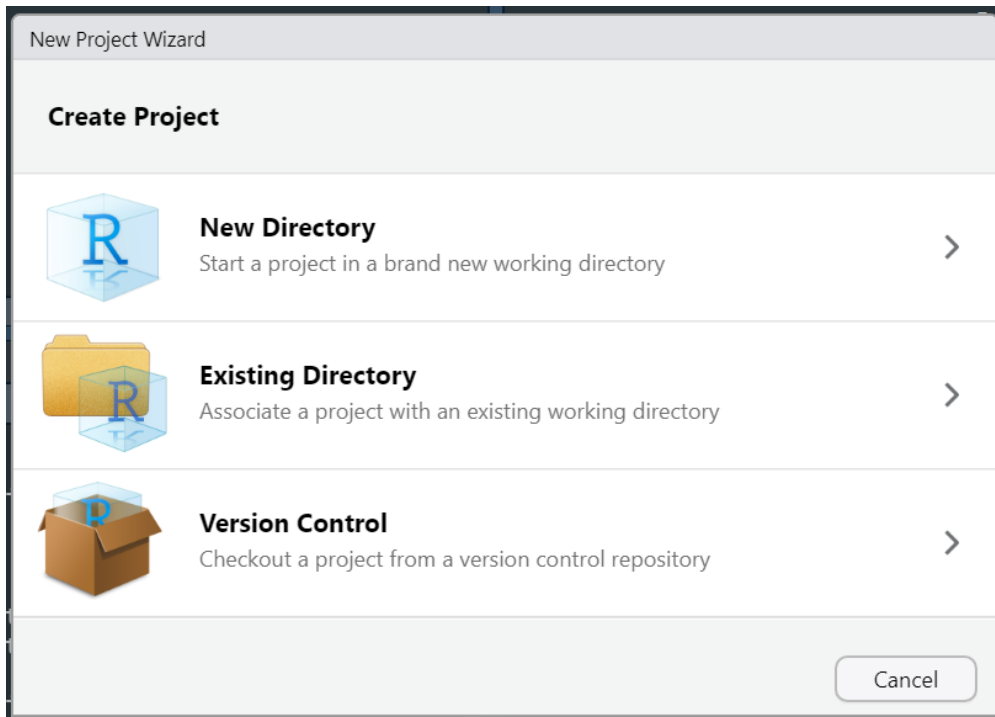 New Project Wizard
Create Project
New Directory
Start a project in a brand new working directory
Existing Directory
Associate a project with an existing working directory
Version Control
Checkout a project from a version control repository
Cancel